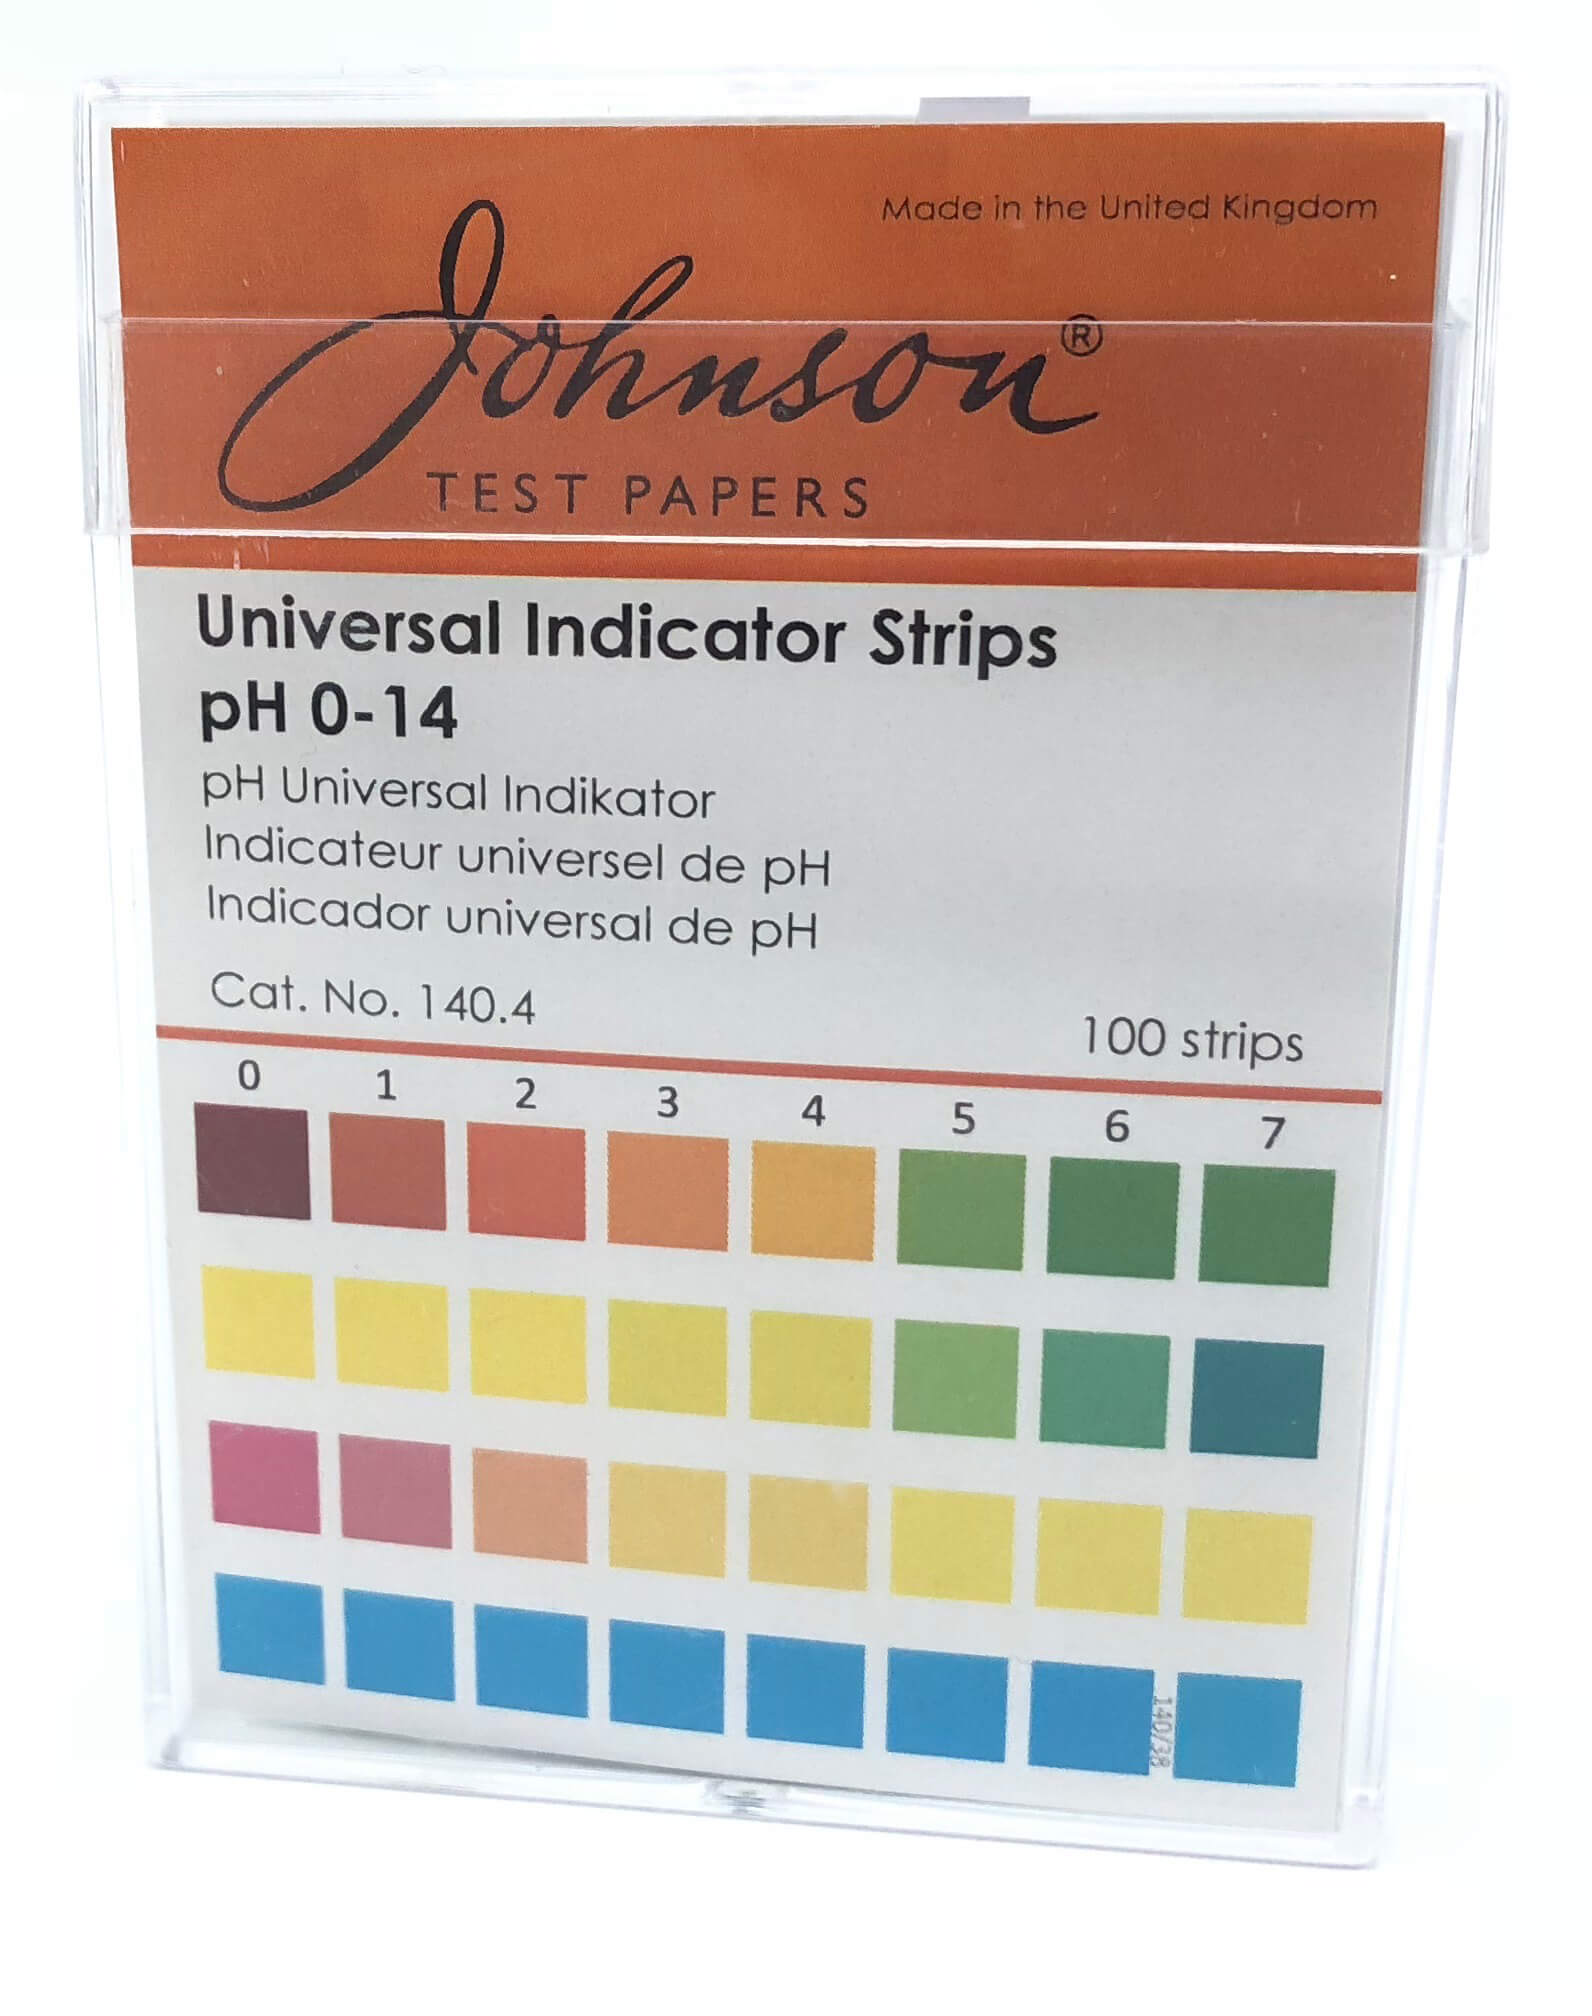 Made in the United Kingdom
Johnson®
TEST PAPERS
Universal Indicator Strips
pH 0-14
pH Universal Indikator
Indicateur universel de pH
Indicador universal de pH
Cat. No. 140.4
100 strips
0 1 2 3 4 5 6 7
140/38